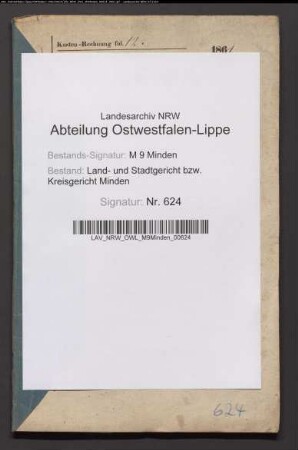 Kosten-Rechnung fol. 12.
186
Landesarchiv NRW
Abteilung Ostwestfalen-Lippe
Bestands-Signatur: M 9 Minden
Bestand: Land- und Stadtgericht bzw.
Kreisgericht Minden
Signatur: Nr. 624
LAV_NRW_OWL_M9Minden_00624
624